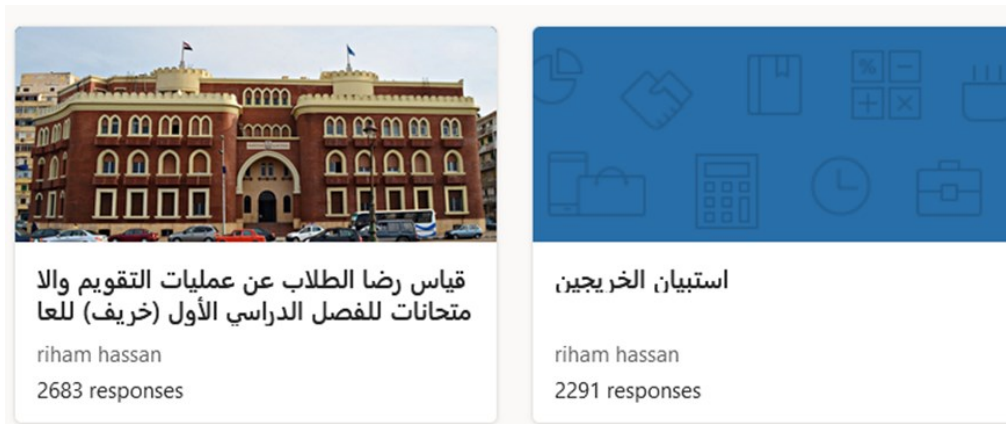 قياس رضا الطلاب عن عمليات التقويم والا
متحانات للفصل الدراسي الأول (خريف) للعا
riham hassan
2683 responses
استبيان الخريجين
riham hassan
2291 responses